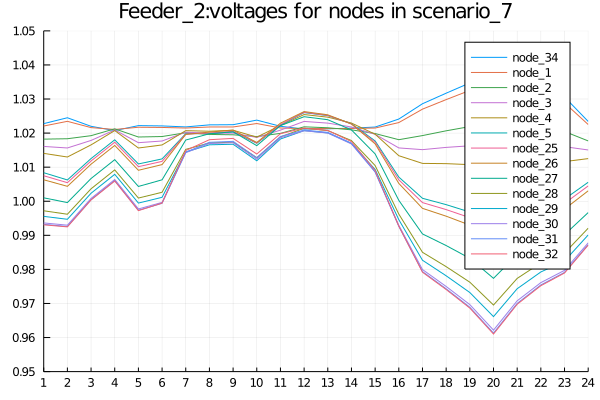 Feeder_2:voltages for nodes in scenario_7
1.05
1.04
1.03
1.02
1.01
1.00
0.99
0.98
0.97
0.96
0.95
node_34
node_1
node_2
node_3
node_4
node_5
node_25
node_26
node_27
node_28
node_29
node_30
node_31
node_32
1 2 3 4 5 6 7 8 9 10 11 12 13 14 15 16 17 18 19 20 21 22 23 24